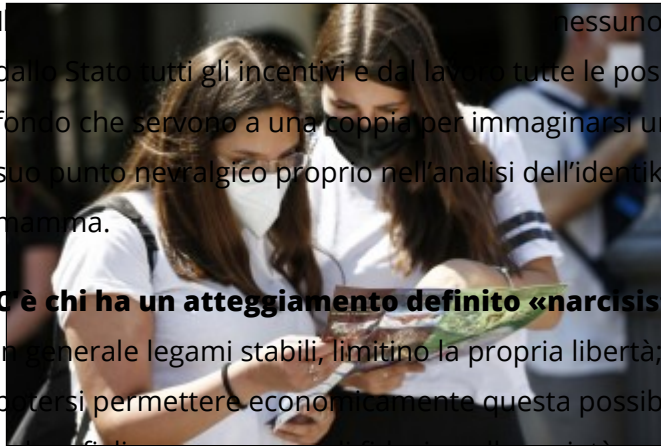 nessuno
dallo Stato tutti gli incentivi e dal lavoro tutte le pos
fondo che servono a una coppia per immaginarsi un
suo punto nevralgico proprio nell'analisi dell'identik
mamma.
C'è chi ha un atteggiamento definito «narcisis
n generale legami stabili, limitino la propria libertà;
potersi permettere economicamente questa possib